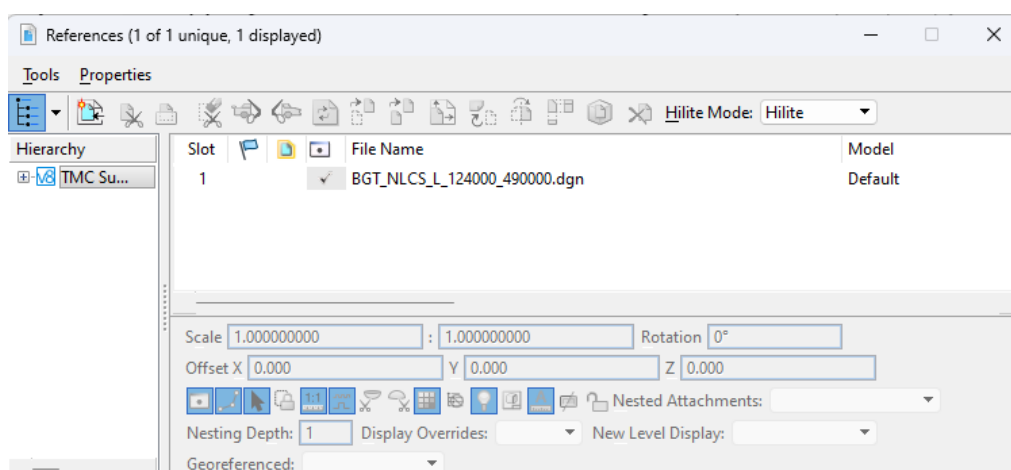 References (1 of 1 unique, 1 displayed)
Tools Properties
Hilite Mode: Hilite
Hierarchy Slot File Name Model
V8 TMC Su... 1 BGT_NLCS_L_124000_490000.dgn Default
Scale 1.000000000 : 1.000000000 Rotation 0°
Offset X 0.000 Y 0.000 Z 0.000
1:1 Nested Attachments:
Nesting Depth: 1 Display Overrides: New Level Display:
Georeferenced: